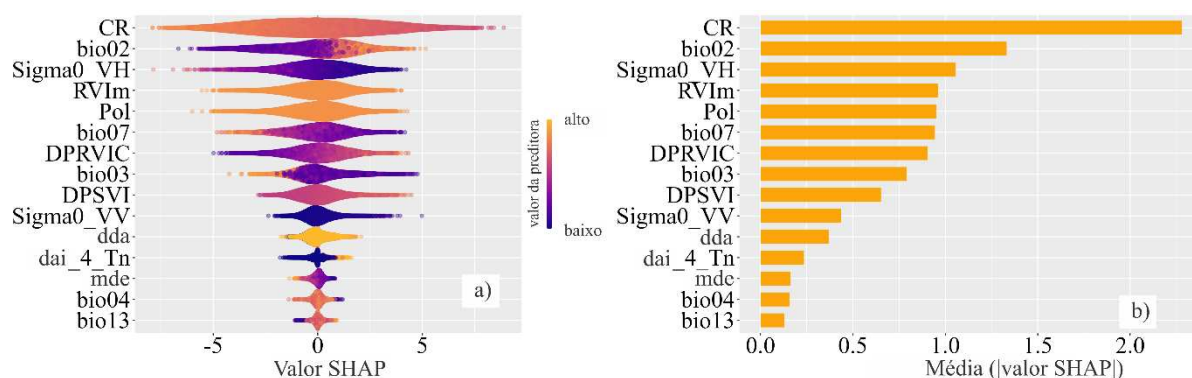 CR
bio02
Sigma0_VH
RVIm
Pol
bio07
DPRVIC
bio03
DPSVI
Sigma0_VV
dda
dai_4_Tn
mde
bio04
bio13
-5 0 5
Valor SHAP
a)
alto
valor da preditora
baixo
CR
bio02
Sigma0_VH
RVIm
Pol
bio07
DPRVIC
bio03
DPSVI
Sigma0_VV
dda
dai_4_Tn
mde
bio04
bio13
0.0 0.5 1.0 1.5 2.0
Média (|valor SHAP|)
b)